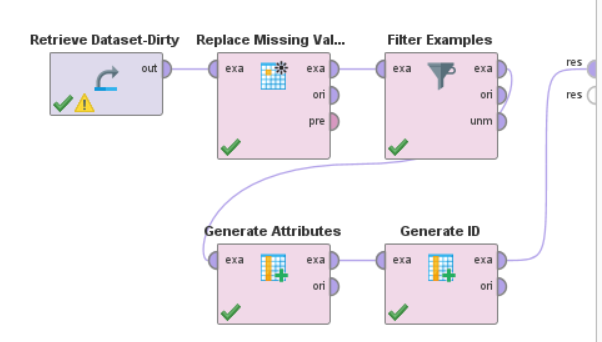 Retrieve Dataset-Dirty
Replace Missing Val...
Filter Examples
out
exa
exa
ori
pre
exa
exa
ori
unm
res
res
Generate Attributes
Generate ID
exa
exa
ori
exa
exa
ori